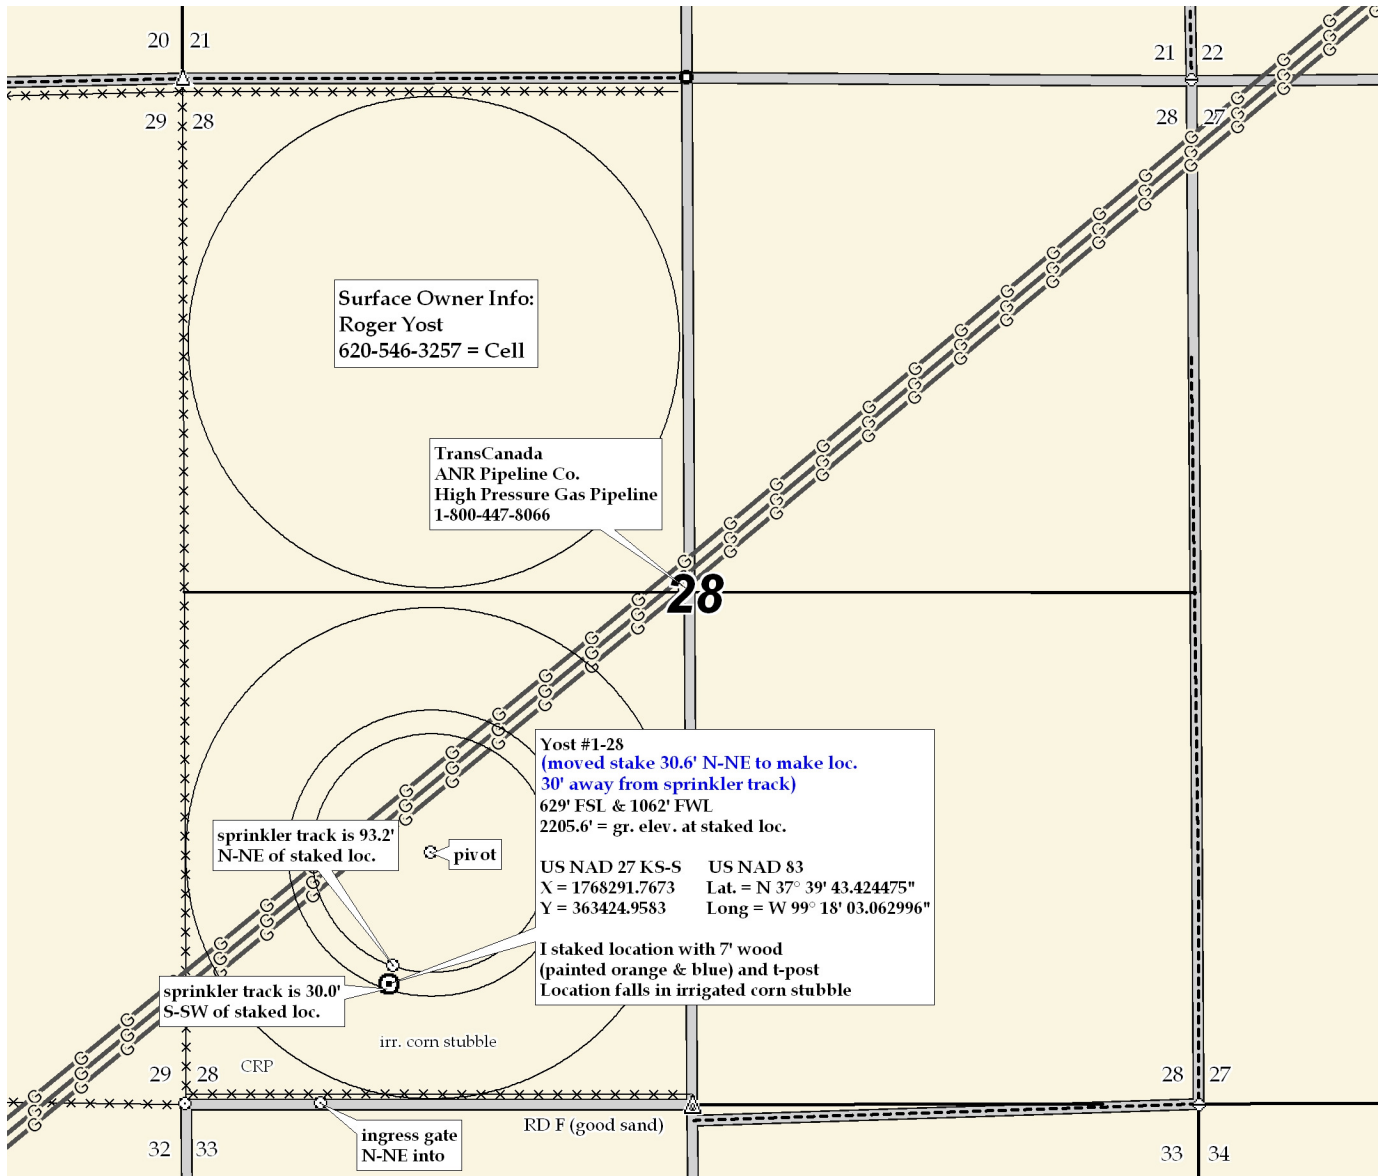 20 21
21 22
29 28
28 27
Surface Owner Info:
Roger Yost
620-546-3257 = Cell
TransCanada
ANR Pipeline Co.
High Pressure Gas Pipeline
1-800-447-8066
28
Yost #1-28
(moved stake 30.6' N-NE to make loc.
30' away from sprinkler track)
629' FSL & 1062' FWL
2205.6' = gr. elev. at staked loc.
US NAD 27 KS-S US NAD 83
X = 1768291.7673 Lat. = N 37° 39' 43.424475"
Y = 363424.9583 Long = W 99° 18' 03.062996"
I staked location with 7' wood
(painted orange & blue) and t-post
Location falls in irrigated corn stubble
sprinkler track is 93.2'
N-NE of staked loc.
pivot
sprinkler track is 30.0'
S-SW of staked loc.
irr. corn stubble
CRP
29 28
28 27
RD F (good sand)
ingress gate
N-NE into
32 33
33 34
G G G G G G G G G G G G G G G G G G G G G G G G G G G G G G